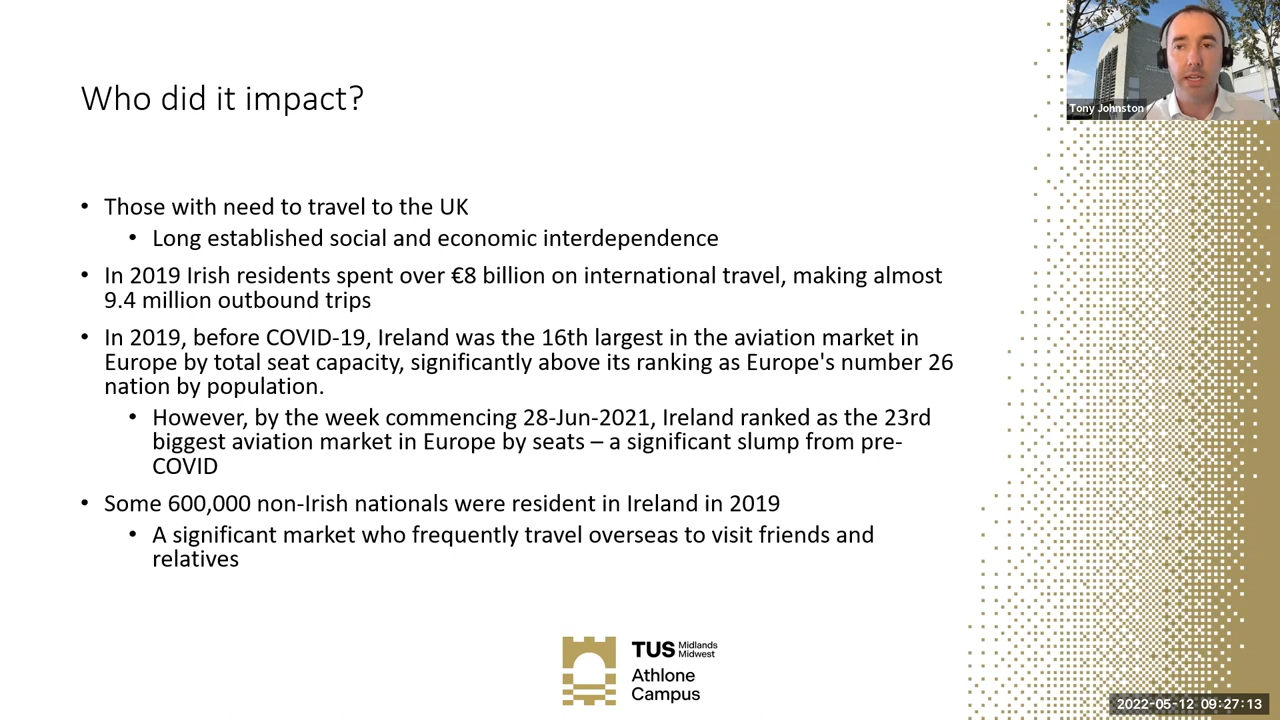 Who did it impact?
Tony Johnston
• Those with need to travel to the UK
• Long established social and economic interdependence
• In 2019 Irish residents spent over €8 billion on international travel, making almost
9.4 million outbound trips
• In 2019, before COVID-19, Ireland was the 16th largest in the aviation market in
Europe by total seat capacity, significantly above its ranking as Europe's number 26
nation by population.
• However, by the week commencing 28-Jun-2021, Ireland ranked as the 23rd
biggest aviation market in Europe by seats – a significant slump from pre-
COVID
• Some 600,000 non-Irish nationals were resident in Ireland in 2019
• A significant market who frequently travel overseas to visit friends and
relatives
TUS Midlands
Midwest
Athlone
Campus
2022-05-12 09:27:13